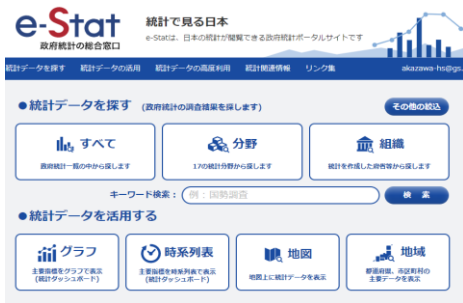 e-Stat
政府統計の総合窓口
統計で見る日本
e-Statは、日本の統計が閲覧できる政府統計ポータルサイトです
統計データを探す 統計データの活用 統計データの高度利用 統計関連情報 リンク集 akazawa-hs@gs.
●統計データを探す (政府統計の調査結果を探します) その他の絞込
すべて
政府統計一覧の中から探します
分野
17の統計分野から探します
組織
統計を作成した府省等から探します
キーワード検索: 例:国勢調査 検 索
●統計データを活用する
グラフ
主要指標をグラフで表示
(統計ダッシュボード)
時系列表
主要指標を時系列表で表示
(統計ダッシュボード)
地図
地図上に統計データを表示
地域
都道府県、市区町村の
主要データを表示